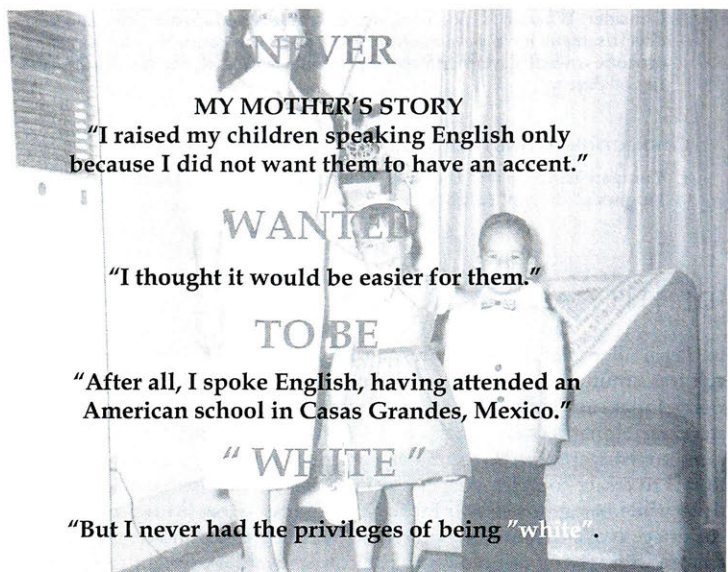 NEVER
MY MOTHER'S STORY
“I raised my children speaking English only
because I did not want them to have an accent.”
WANTED
“I thought it would be easier for them.”
TO BE
“After all, I spoke English, having attended an
American school in Casas Grandes, Mexico.”
“ WHITE ”
“But I never had the privileges of being ”white”.